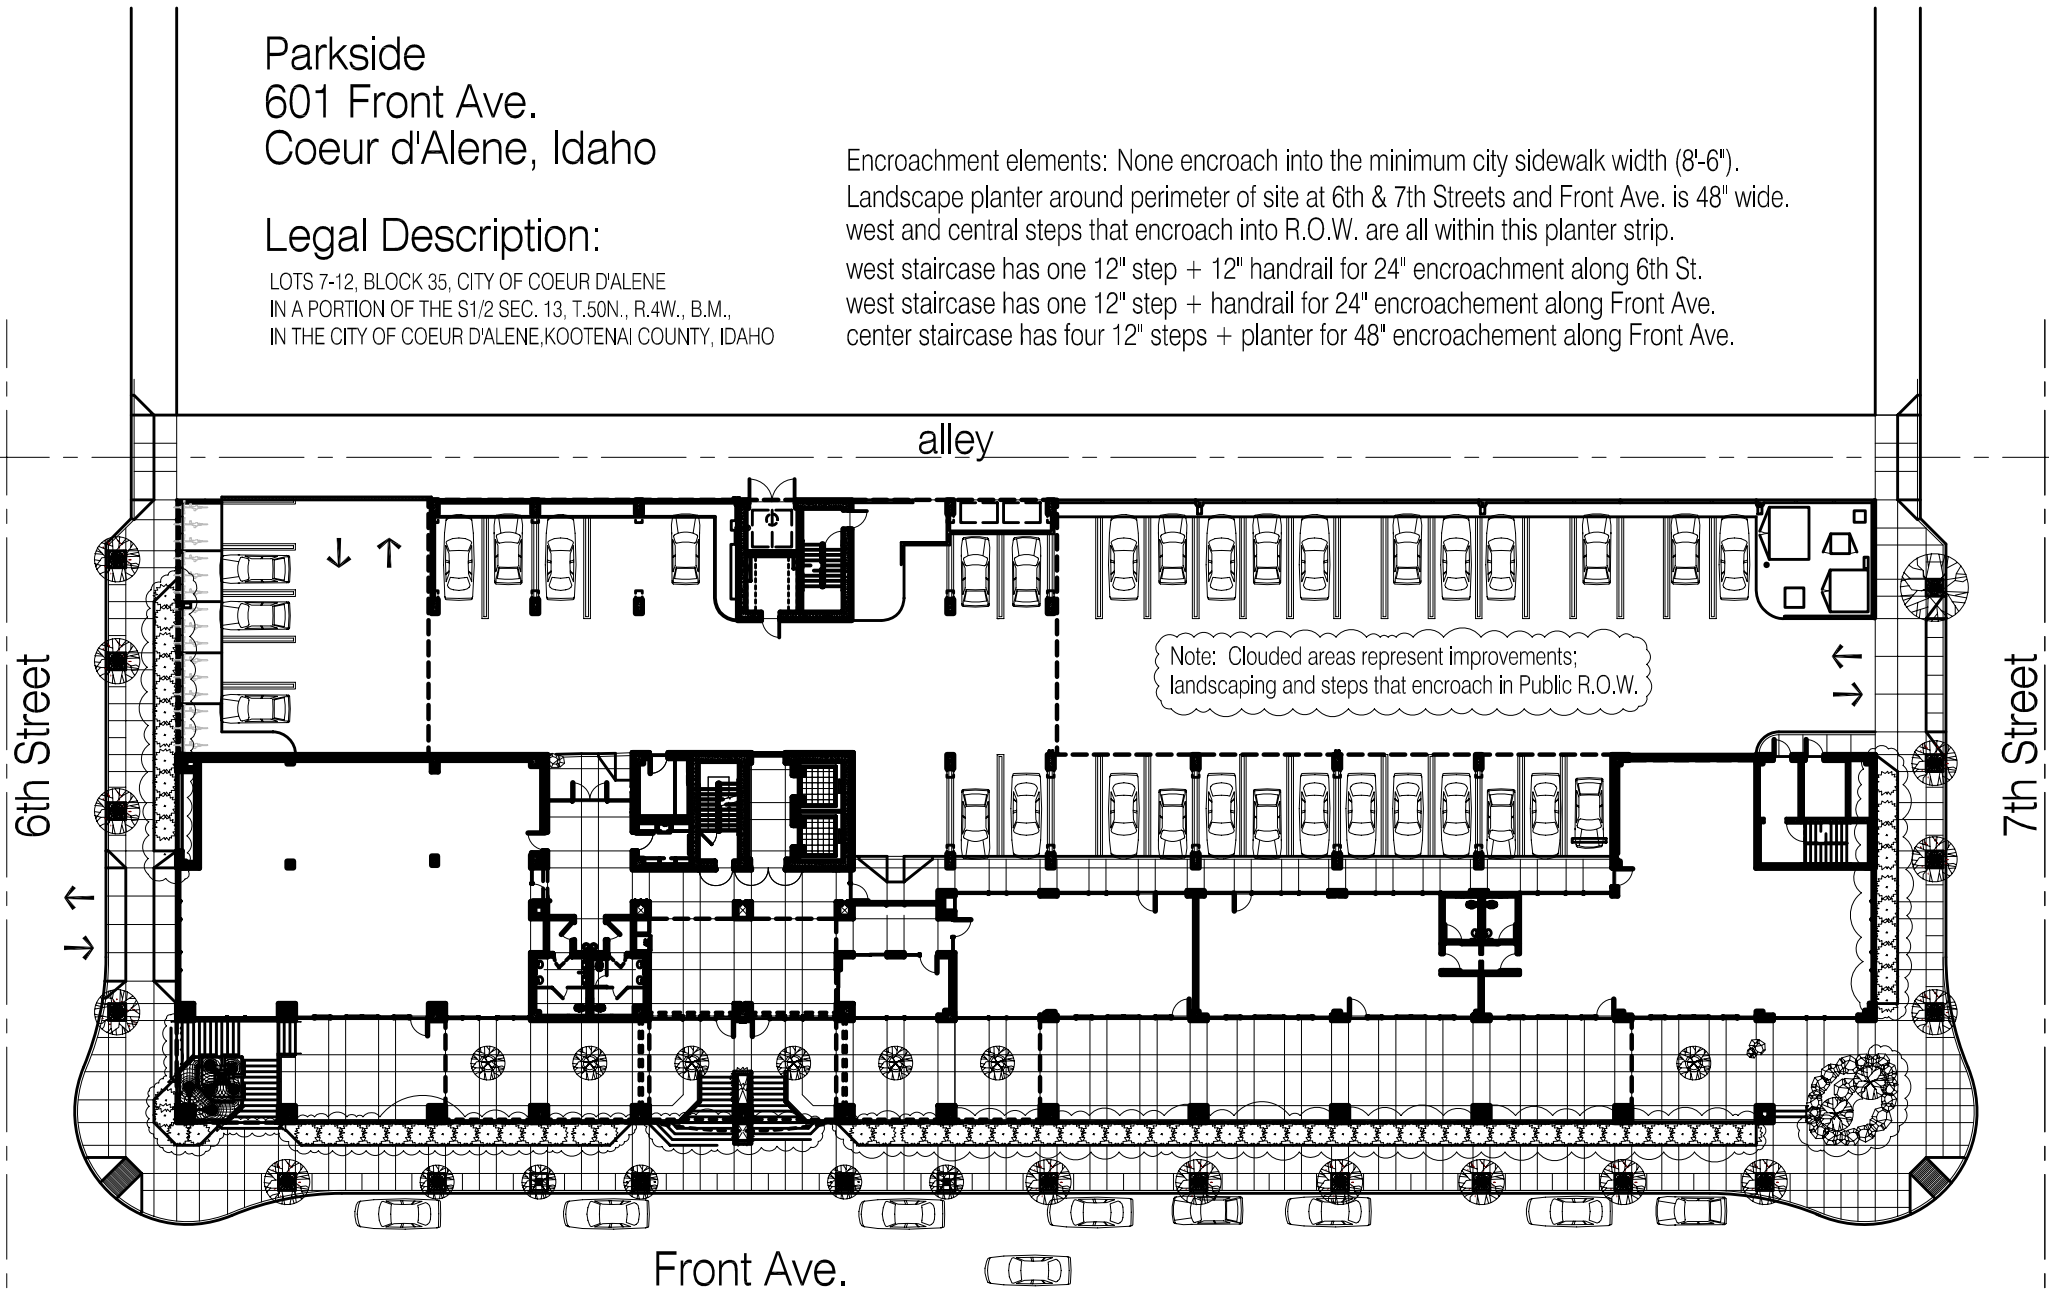 Parkside
601 Front Ave.
Coeur d'Alene, Idaho
Legal Description:
LOTS 7-12, BLOCK 35, CITY OF COEUR D'ALENE
IN A PORTION OF THE S1/2 SEC. 13, T.50N., R.4W., B.M.,
IN THE CITY OF COEUR D'ALENE,KOOTENAI COUNTY, IDAHO
Encroachment elements: None encroach into the minimum city sidewalk width (8'-6").
Landscape planter around perimeter of site at 6th & 7th Streets and Front Ave. is 48" wide.
west and central steps that encroach into R.O.W. are all within this planter strip.
west staircase has one 12" step + 12" handrail for 24" encroachment along 6th St.
west staircase has one 12" step + handrail for 24" encroachement along Front Ave.
center staircase has four 12" steps + planter for 48" encroachement along Front Ave.
alley
Note: Clouded areas represent improvements;
landscaping and steps that encroach in Public R.O.W.
6th Street
7th Street
Front Ave.